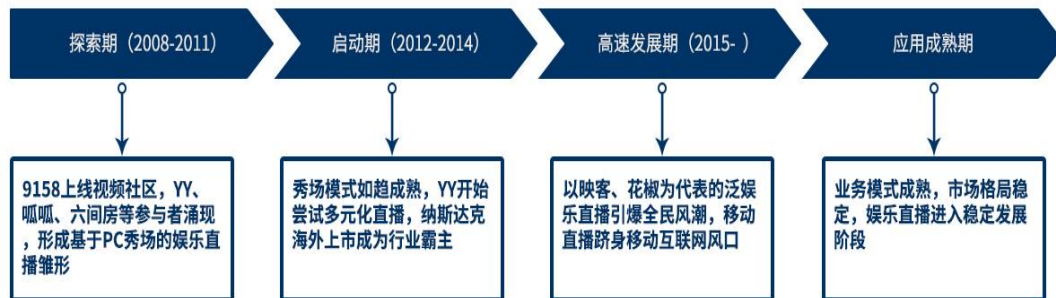 探索期（2008-2011）
启动期（2012-2014）
高速发展期（2015- ）
应用成熟期
9158上线视频社区，YY、
呱呱、六间房等参与者涌现
，形成基于PC秀场的娱乐直
播雏形
秀场模式如趋成熟，YY开始
尝试多元化直播，纳斯达克
海外上市成为行业霸主
以映客、花椒为代表的泛娱
乐直播引爆全民风潮，移动
直播跻身移动互联网风口
业务模式成熟，市场格局稳
定，娱乐直播进入稳定发展
阶段